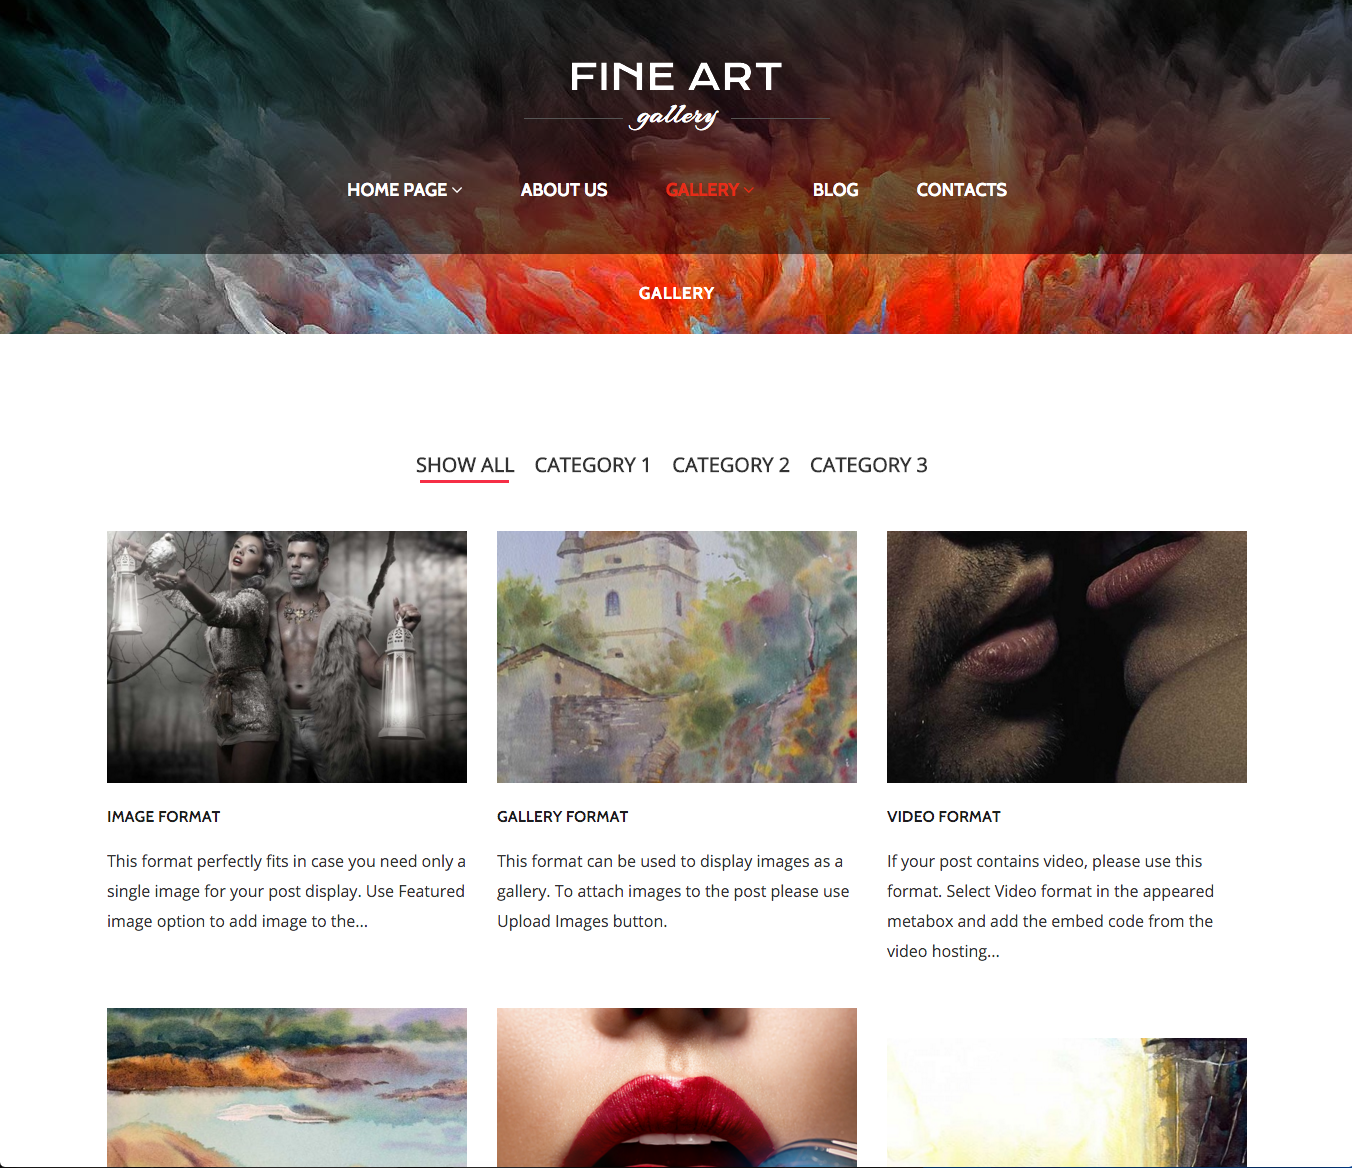 FINE ART
gallery
HOME PAGE ABOUT US GALLERY BLOG CONTACTS
GALLERY
SHOW ALL CATEGORY 1 CATEGORY 2 CATEGORY 3
IMAGE FORMAT
This format perfectly fits in case you need only a
single image for your post display. Use Featured
image option to add image to the...
GALLERY FORMAT
This format can be used to display images as a
gallery. To attach images to the post please use
Upload Images button.
VIDEO FORMAT
If your post contains video, please use this
format. Select Video format in the appeared
metabox and add the embed code from the
video hosting...